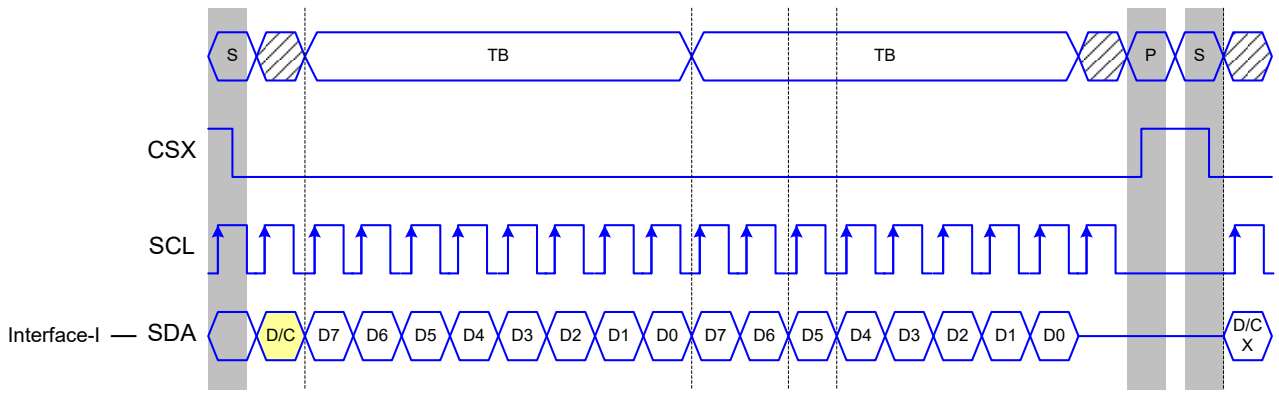 S TB TB P S
CSX
SCL
Interface-I — SDA D/C D7 D6 D5 D4 D3 D2 D1 D0 D7 D6 D5 D4 D3 D2 D1 D0 D/C
X